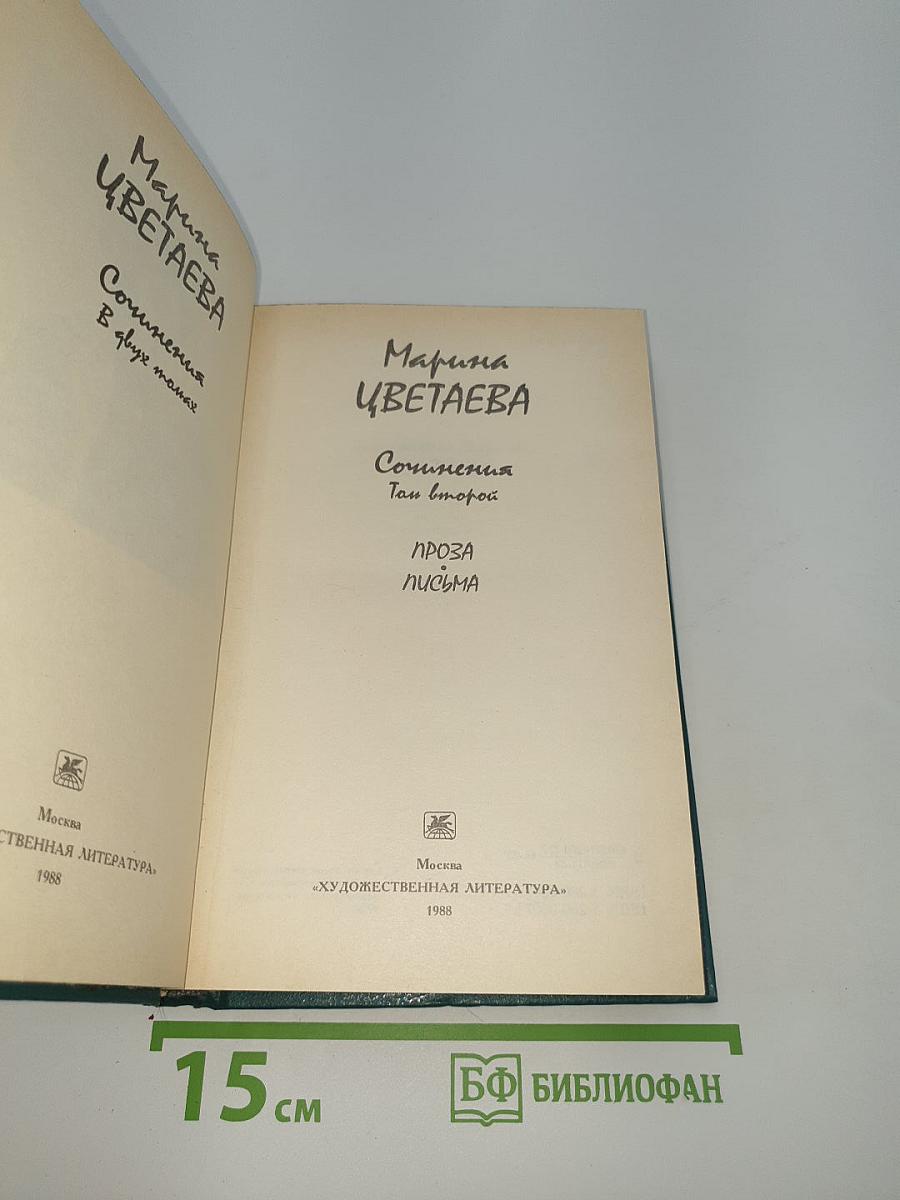 Марина
ЦВЕТАЕВА
Сочинения
В двух томах
Москва
ЛИТЕРАТУРА»
1988
Марина
ЦВЕТАЕВА
Сочинения
Том второй
ПРОЗА
•
ПИСЬМА
Москва
«ХУДОЖЕСТВЕННАЯ ЛИТЕРАТУРА»
1988
15 см
БФ БИБЛИОФАН